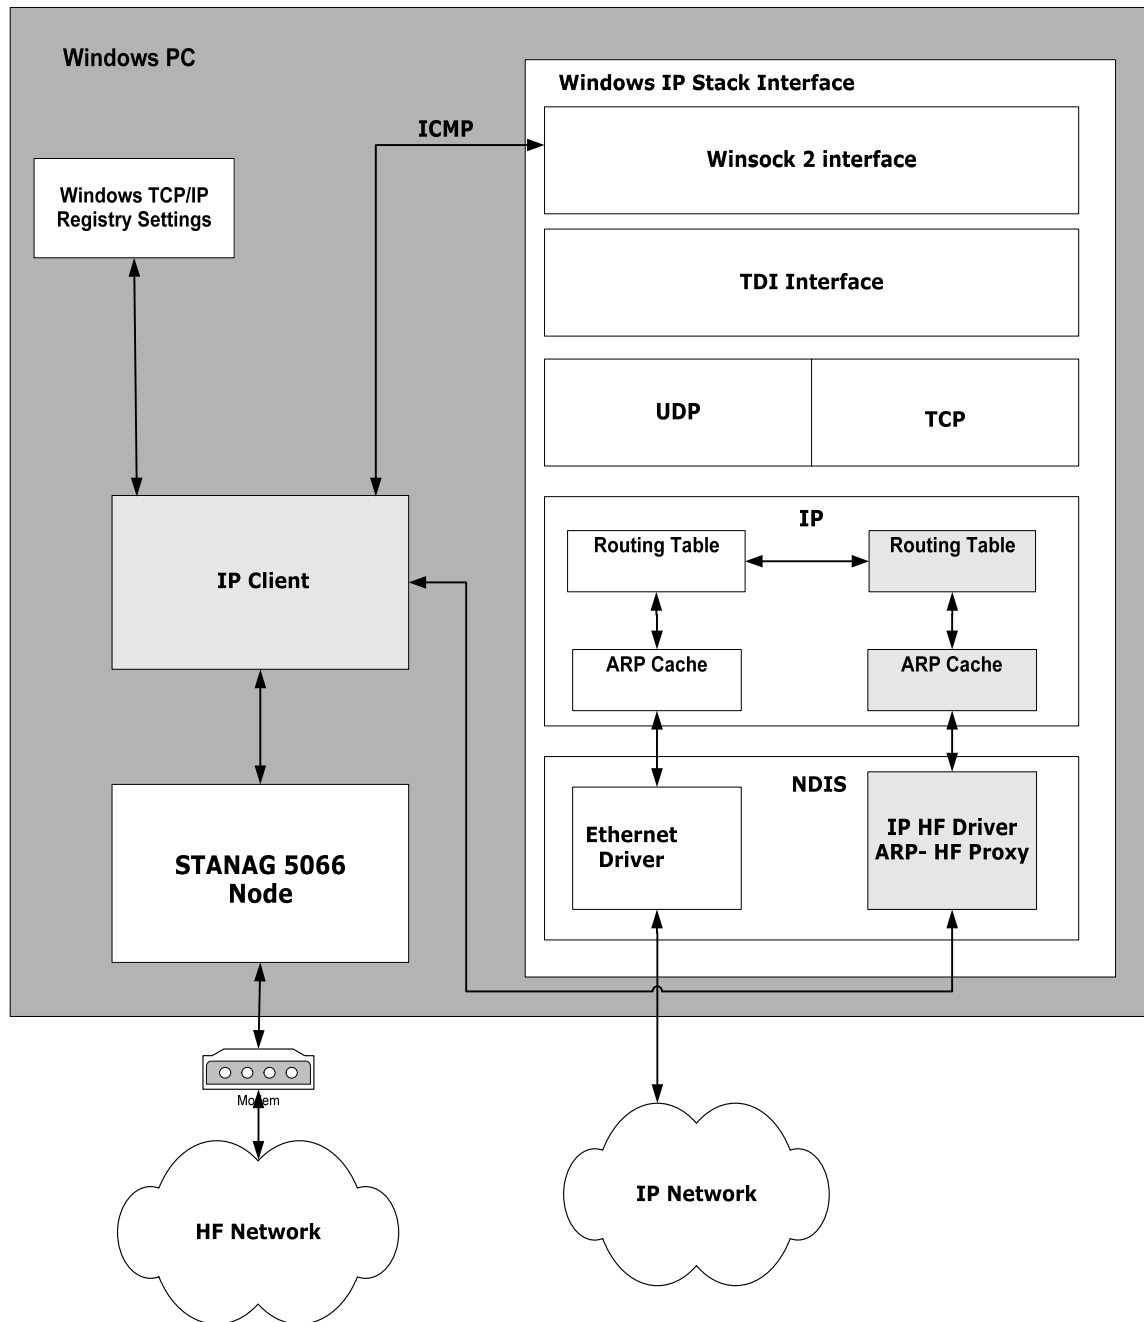 Windows PC
Windows IP Stack Interface
ICMP
Winsock 2 interface
Windows TCP/IP
Registry Settings
TDI Interface
UDP
TCP
IP
Routing Table
Routing Table
IP Client
ARP Cache
ARP Cache
NDIS
Ethernet
Driver
IP HF Driver
ARP- HF Proxy
STANAG 5066
Node
Modem
IP Network
HF Network